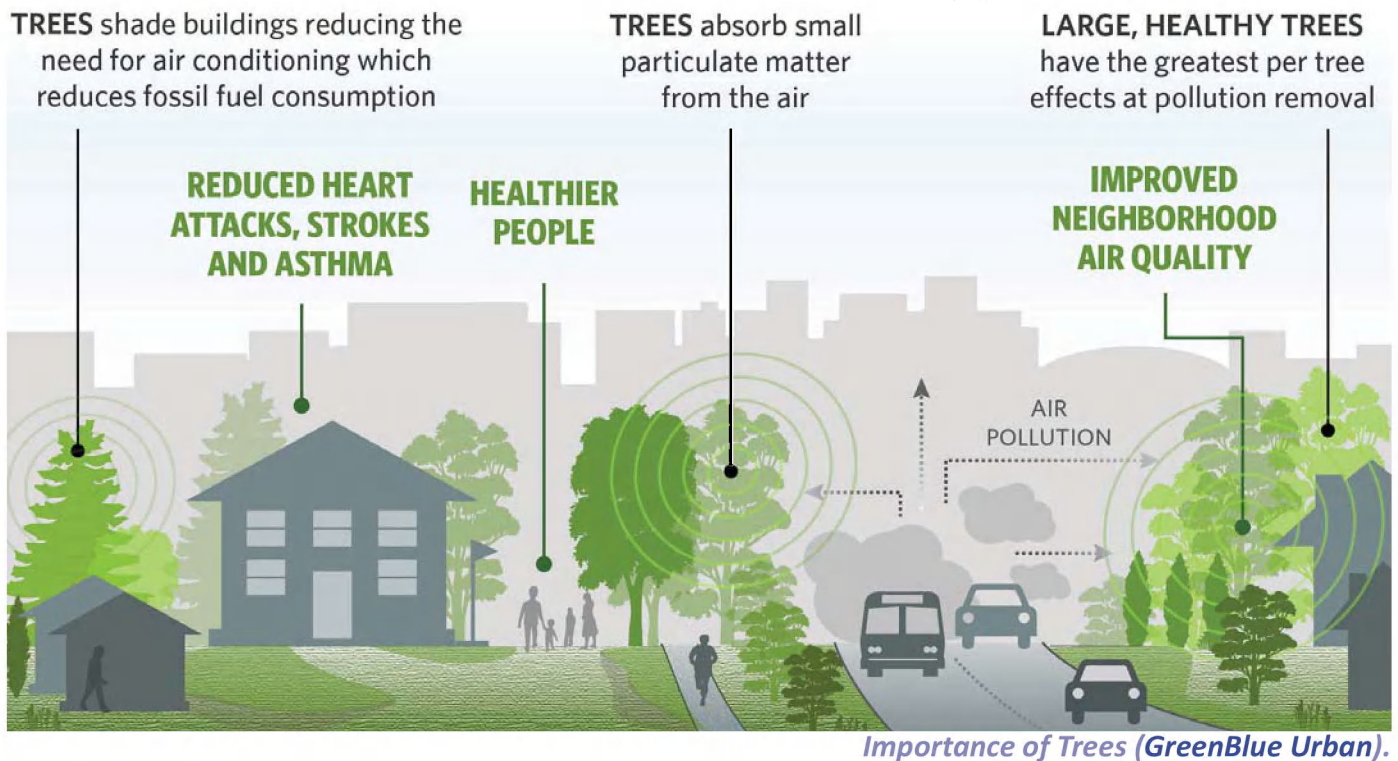 TREES shade buildings reducing the
need for air conditioning which
reduces fossil fuel consumption
TREES absorb small
particulate matter
from the air
LARGE, HEALTHY TREES
have the greatest per tree
effects at pollution removal
REDUCED HEART
ATTACKS, STROKES
AND ASTHMA
HEALTHIER
PEOPLE
IMPROVED
NEIGHBORHOOD
AIR QUALITY
AIR
POLLUTION
Importance of Trees (GreenBlue Urban).